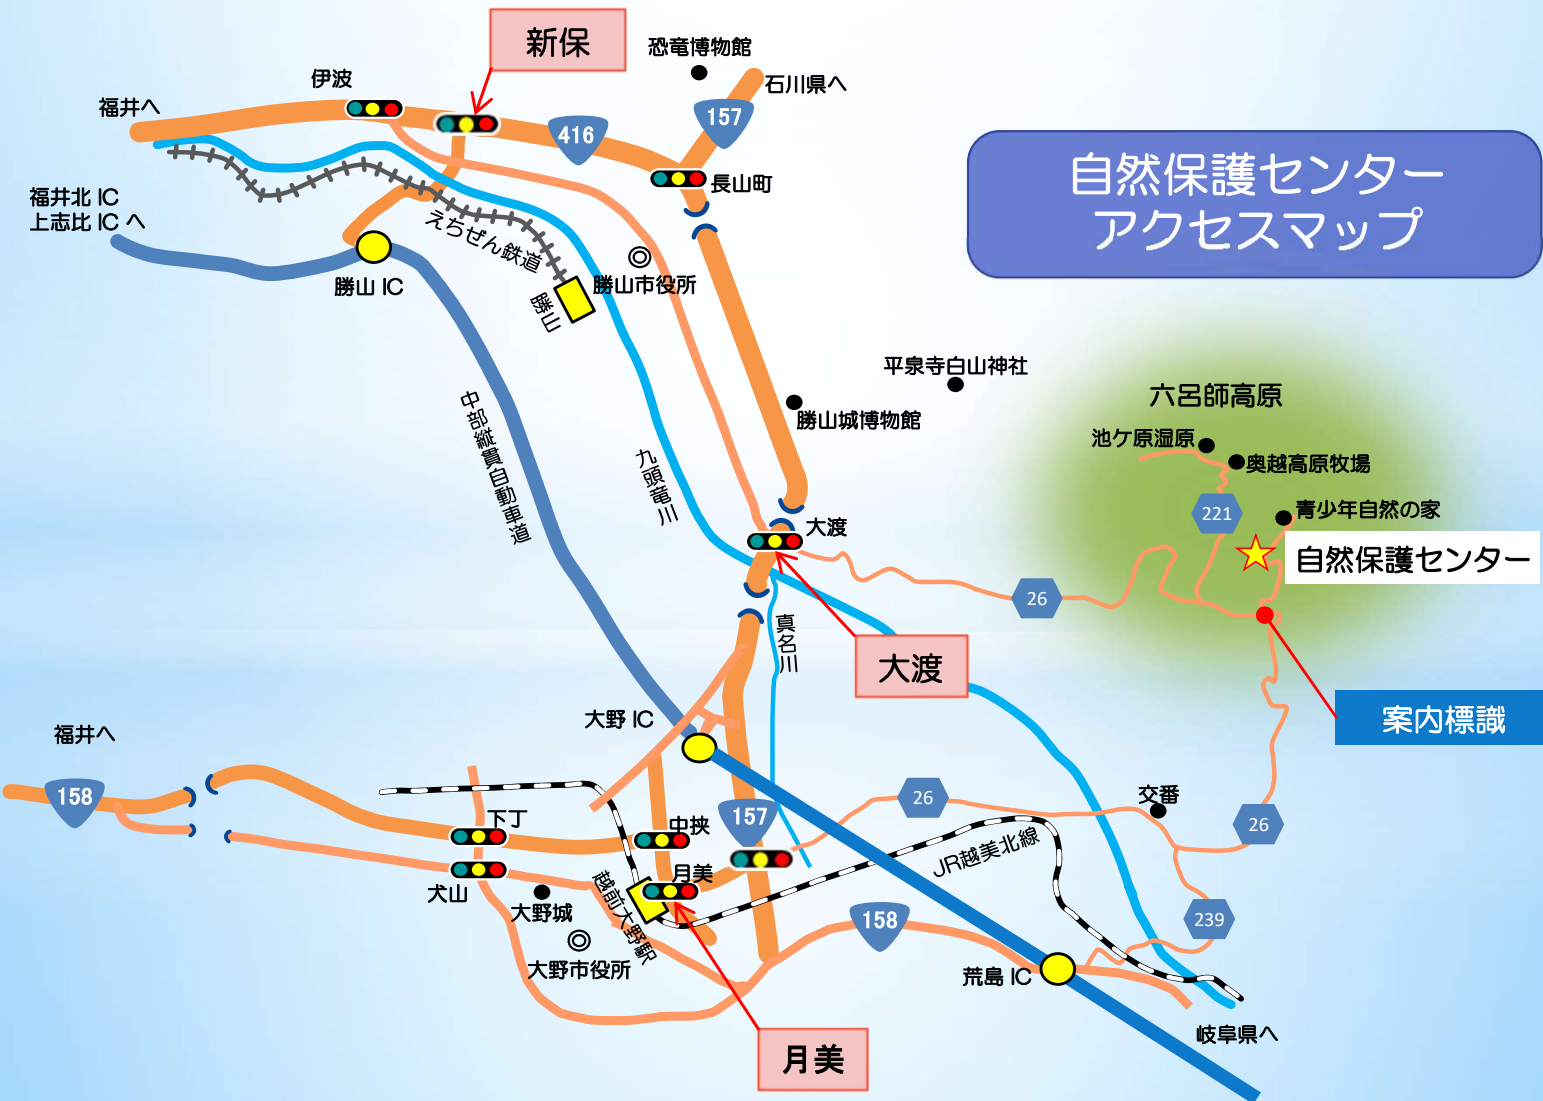 新保
恐竜博物館
伊波
石川県へ
福井へ
157
416
自然保護センター
アクセスマップ
長山町
福井北 IC
上志比 IC へ
えちぜん鉄道
勝山市役所
勝山 IC
勝山
平泉寺白山神社
六呂師高原
中部縦貫自動車道
勝山城博物館
池ケ原湿原
九頭竜川
奥越高原牧場
221
青少年自然の家
大渡
自然保護センター
26
真名川
大渡
大野 IC
案内標識
福井へ
158
26
交番
157
下丁
中挾
26
JR越美北線
月美
犬山
越前大野駅
大野城
158
239
大野市役所
荒島 IC
岐阜県へ
月美